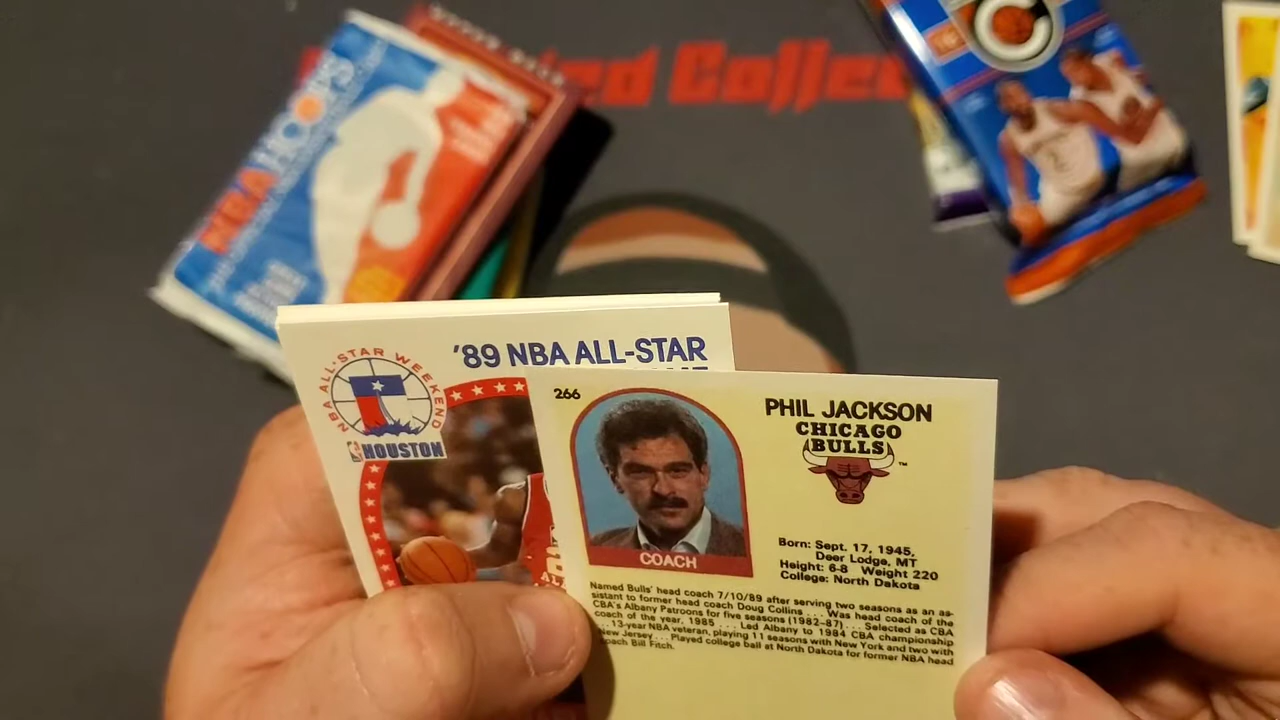 ed Collec
NBA HOOPS
'89 NBA ALL-STAR
NBA ALL-STAR WEEKEND
HOUSTON
266
PHIL JACKSON
CHICAGO
BULLS
™
COACH
Born: Sept. 17, 1945,
Deer Lodge, MT
Height: 6-8 Weight 220
College: North Dakota
Named Bulls' head coach 7/10/89 after serving two seasons as an as-
sistant to former head coach Doug Collins ... Was head coach of the
CBA's Albany Patroons for five seasons (1982-87) ... Selected as CBA
coach of the year, 1985 ... Led Albany to 1984 CBA championship
... 13-year NBA veteran, playing 11 seasons with New York and two with
New Jersey ... Played college ball at North Dakota for former NBA head
coach Bill Fitch.